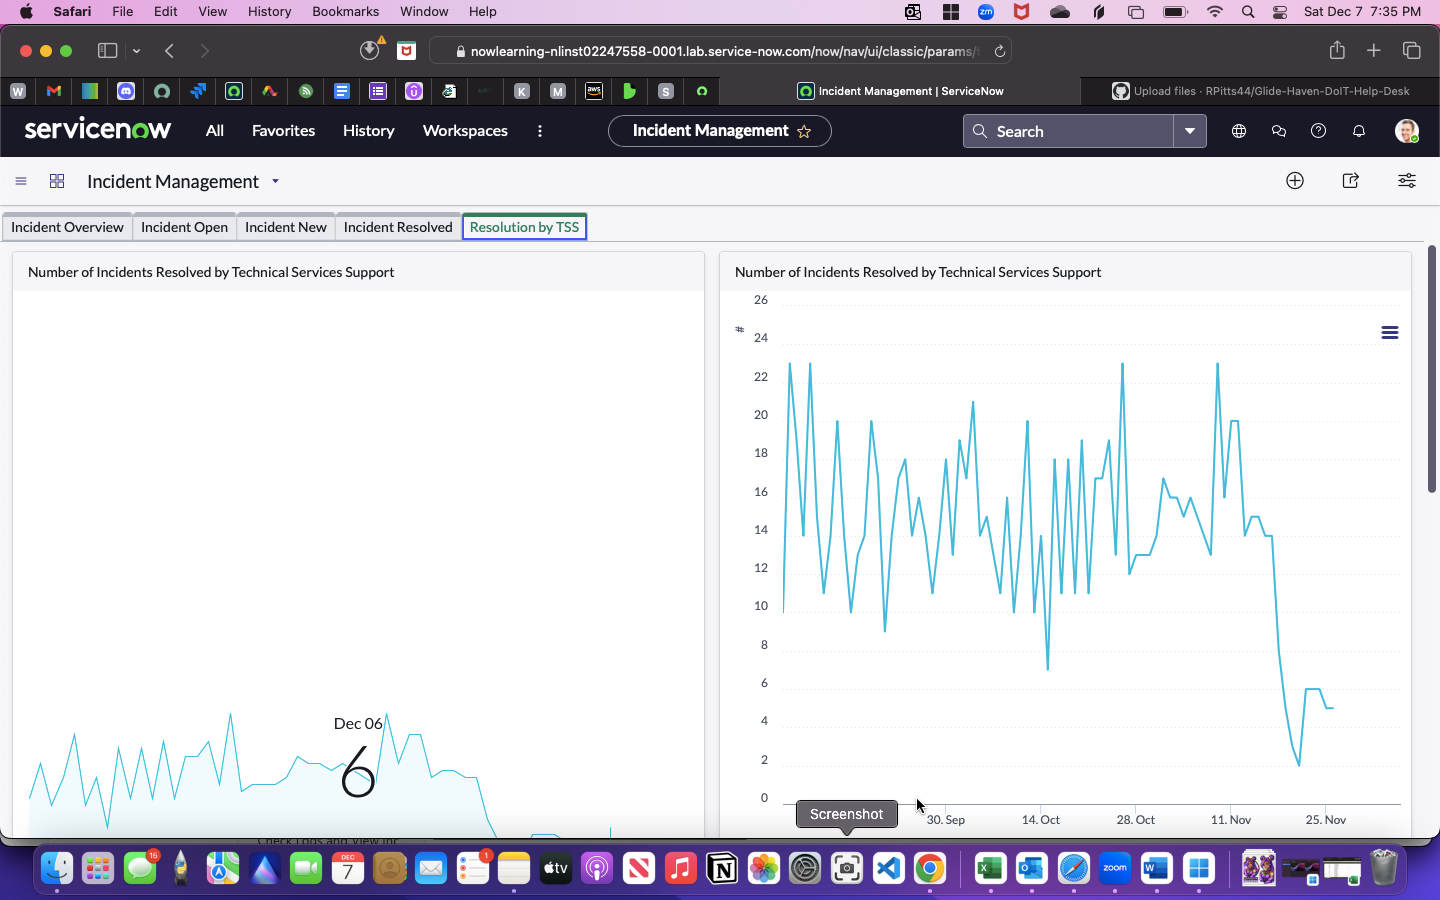 Safari File Edit View History Bookmarks Window Help zm Sat Dec 7 7:35 PM
nowlearning-nlinst02247558-0001.lab.service-now.com/now/nav/ui/classic/params/
W K M aws S Incident Management | ServiceNow Upload files · RPitts44/Glide-Haven-DoIT-Help-Desk
servicenow All Favorites History Workspaces Incident Management Search
Incident Management
Incident Overview Incident Open Incident New Incident Resolved Resolution by TSS
Number of Incidents Resolved by Technical Services Support
Dec 06
6
Number of Incidents Resolved by Technical Services Support
#
26
24
22
20
18
16
14
12
10
8
6
4
2
0
30. Sep 14. Oct 28. Oct 11. Nov 25. Nov
Screenshot
Check Logs and View Inc
16 DEC 7 1 tv zoom